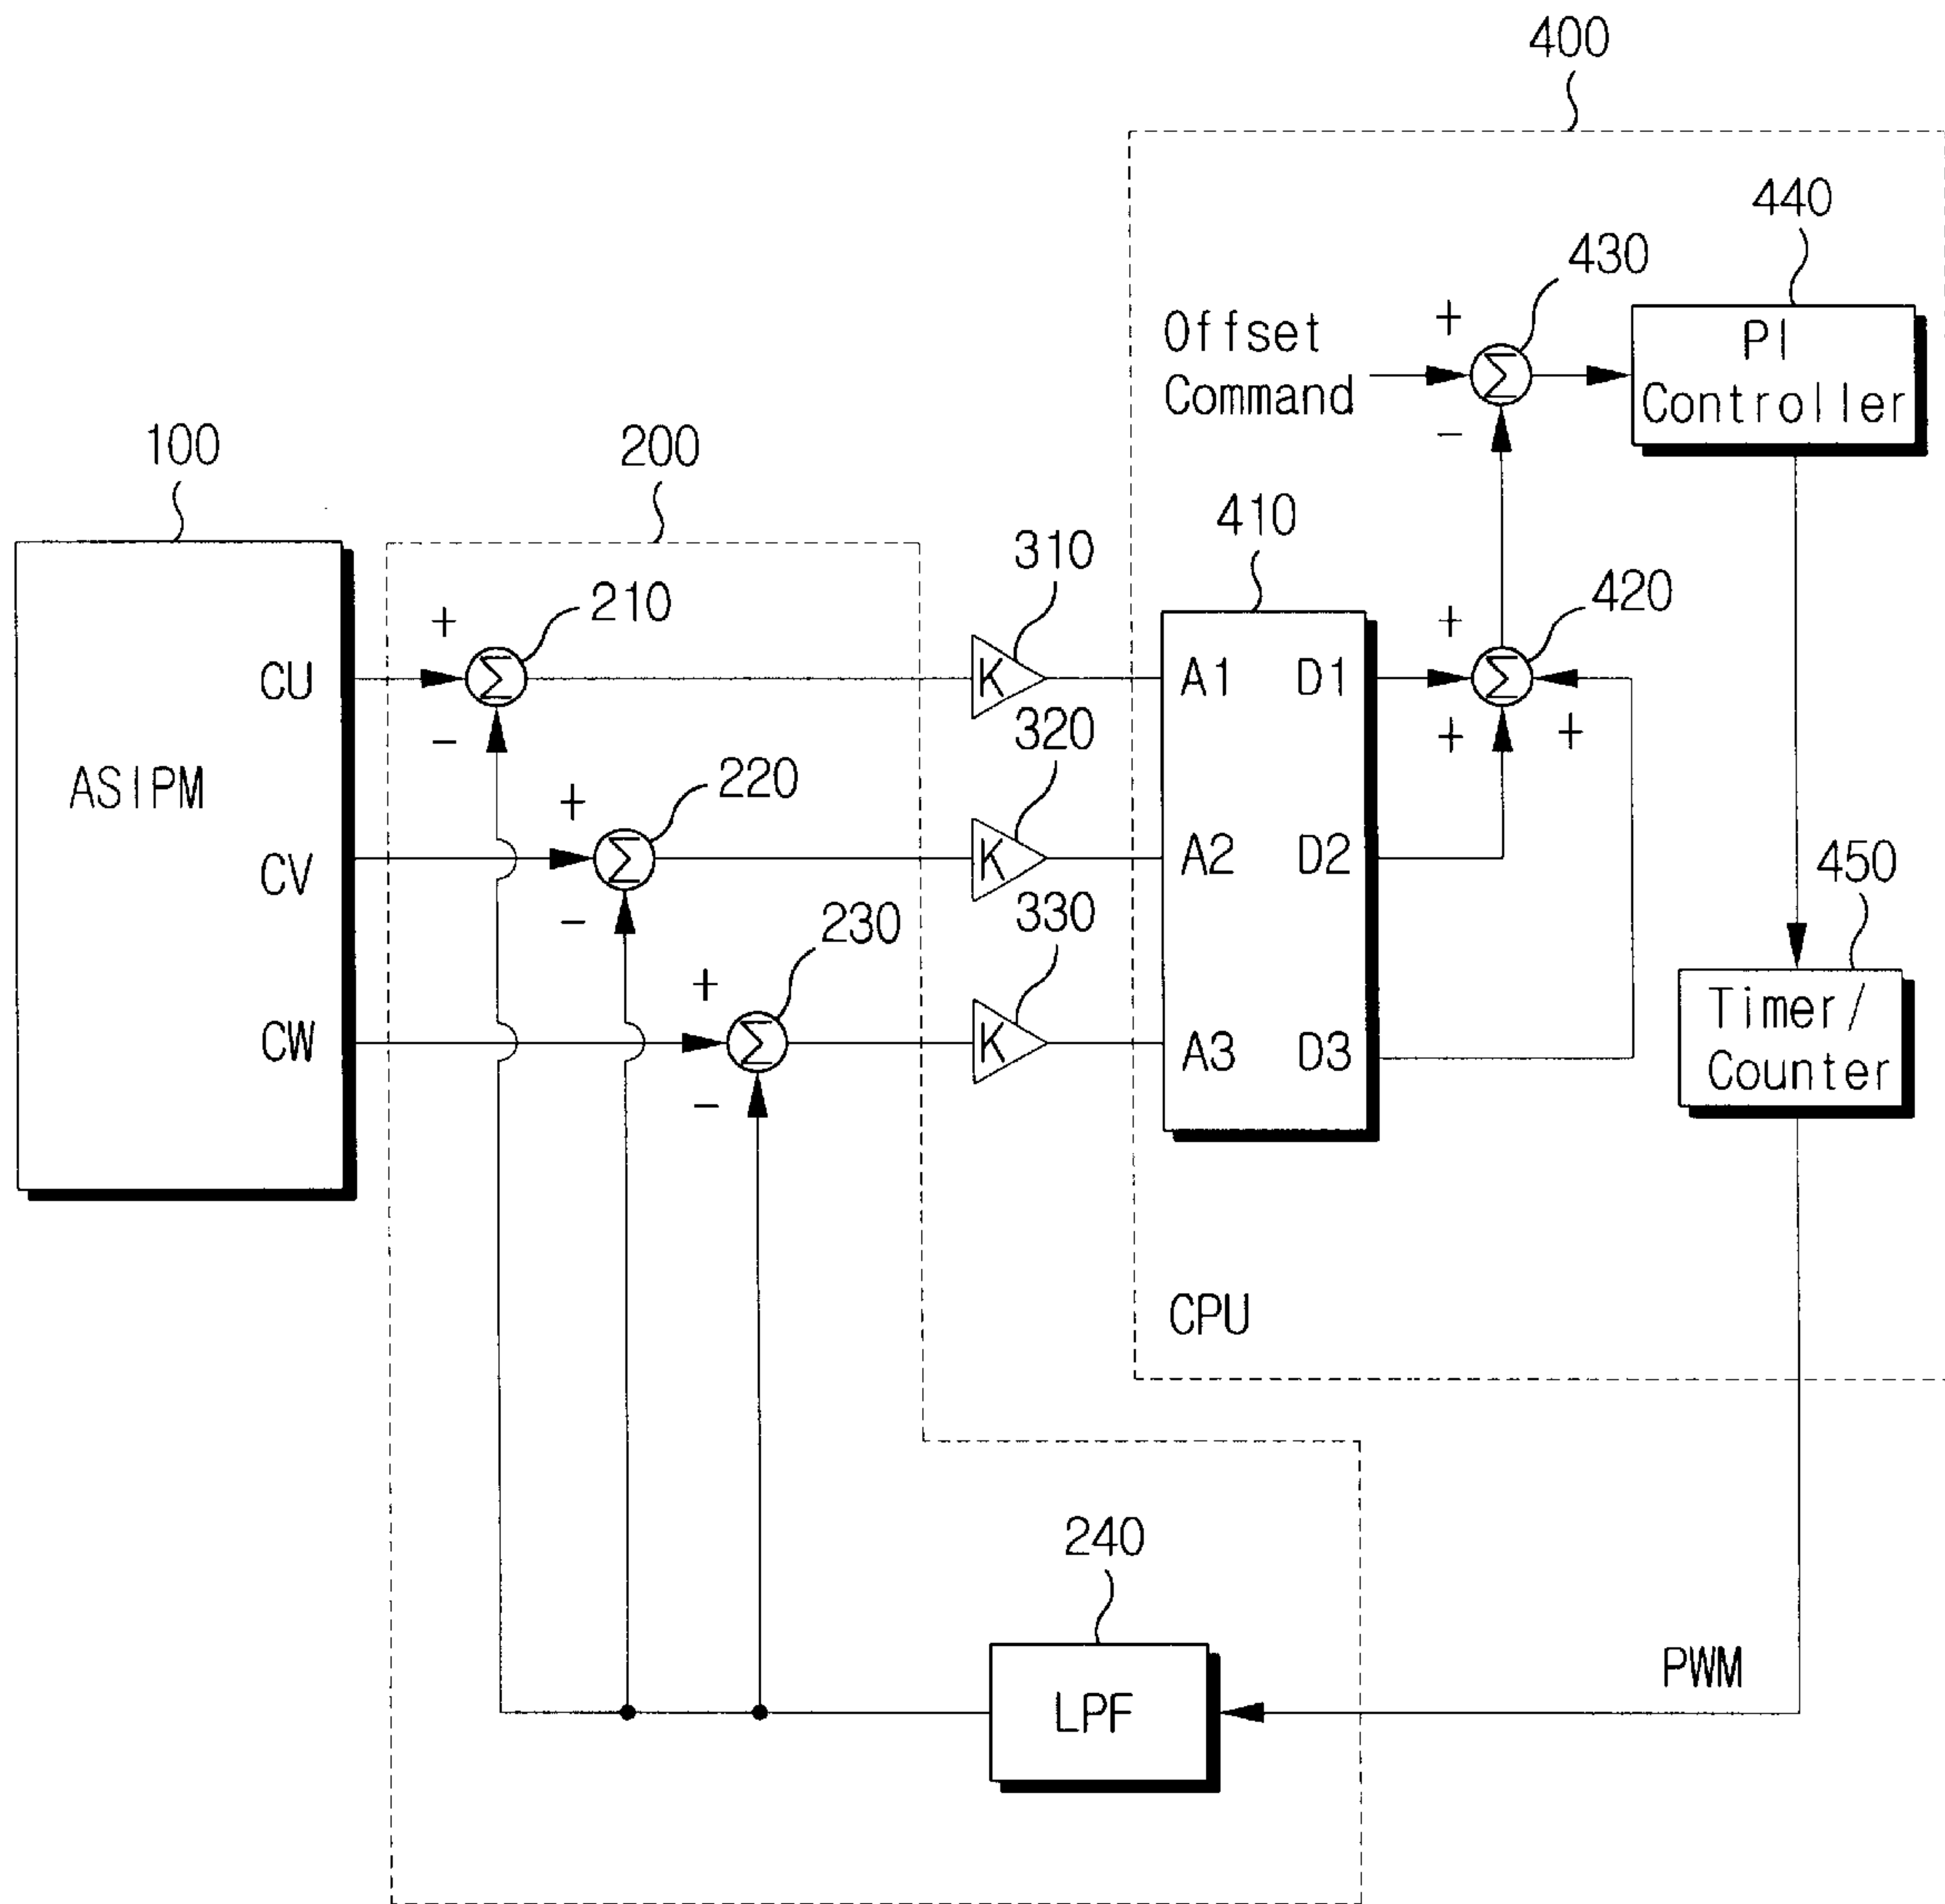 400
440
430
+
Offset
Command
Σ
PI
Controller
-
100
200
410
310
210
420
+
+
CU
Σ
K
A1
D1
Σ
-
320
+
+
ASIPM
220
+
CV
Σ
K
A2
D2
450
-
330
230
+
CW
Σ
K
A3
D3
Timer/
Counter
-
CPU
240
LPF
PWM